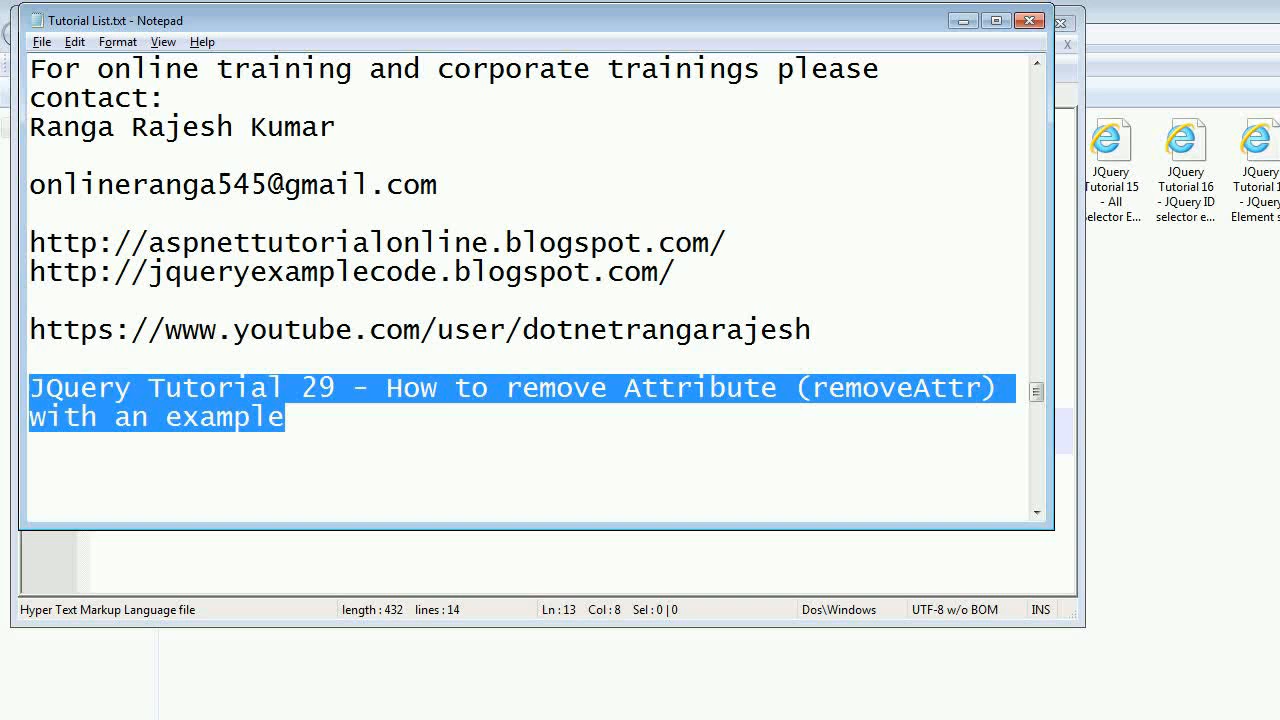 Tutorial List.txt - Notepad
File Edit Format View Help
For online training and corporate trainings please
contact:
Ranga Rajesh Kumar
onlineranga545@gmail.com
http://aspnettutorialonline.blogspot.com/
http://jqueryexamplecode.blogspot.com/
https://www.youtube.com/user/dotnetrangarajesh
JQuery Tutorial 29 - How to remove Attribute (removeAttr)
with an example
JQuery
Tutorial 15
- All
selector E...
JQuery
Tutorial 16
- JQuery ID
selector e...
JQuery
Tutorial 1
- JQuery
Element
Hyper Text Markup Language file length : 432 lines : 14 Ln : 13 Col : 8 Sel : 0 | 0 Dos\Windows UTF-8 w/o BOM INS